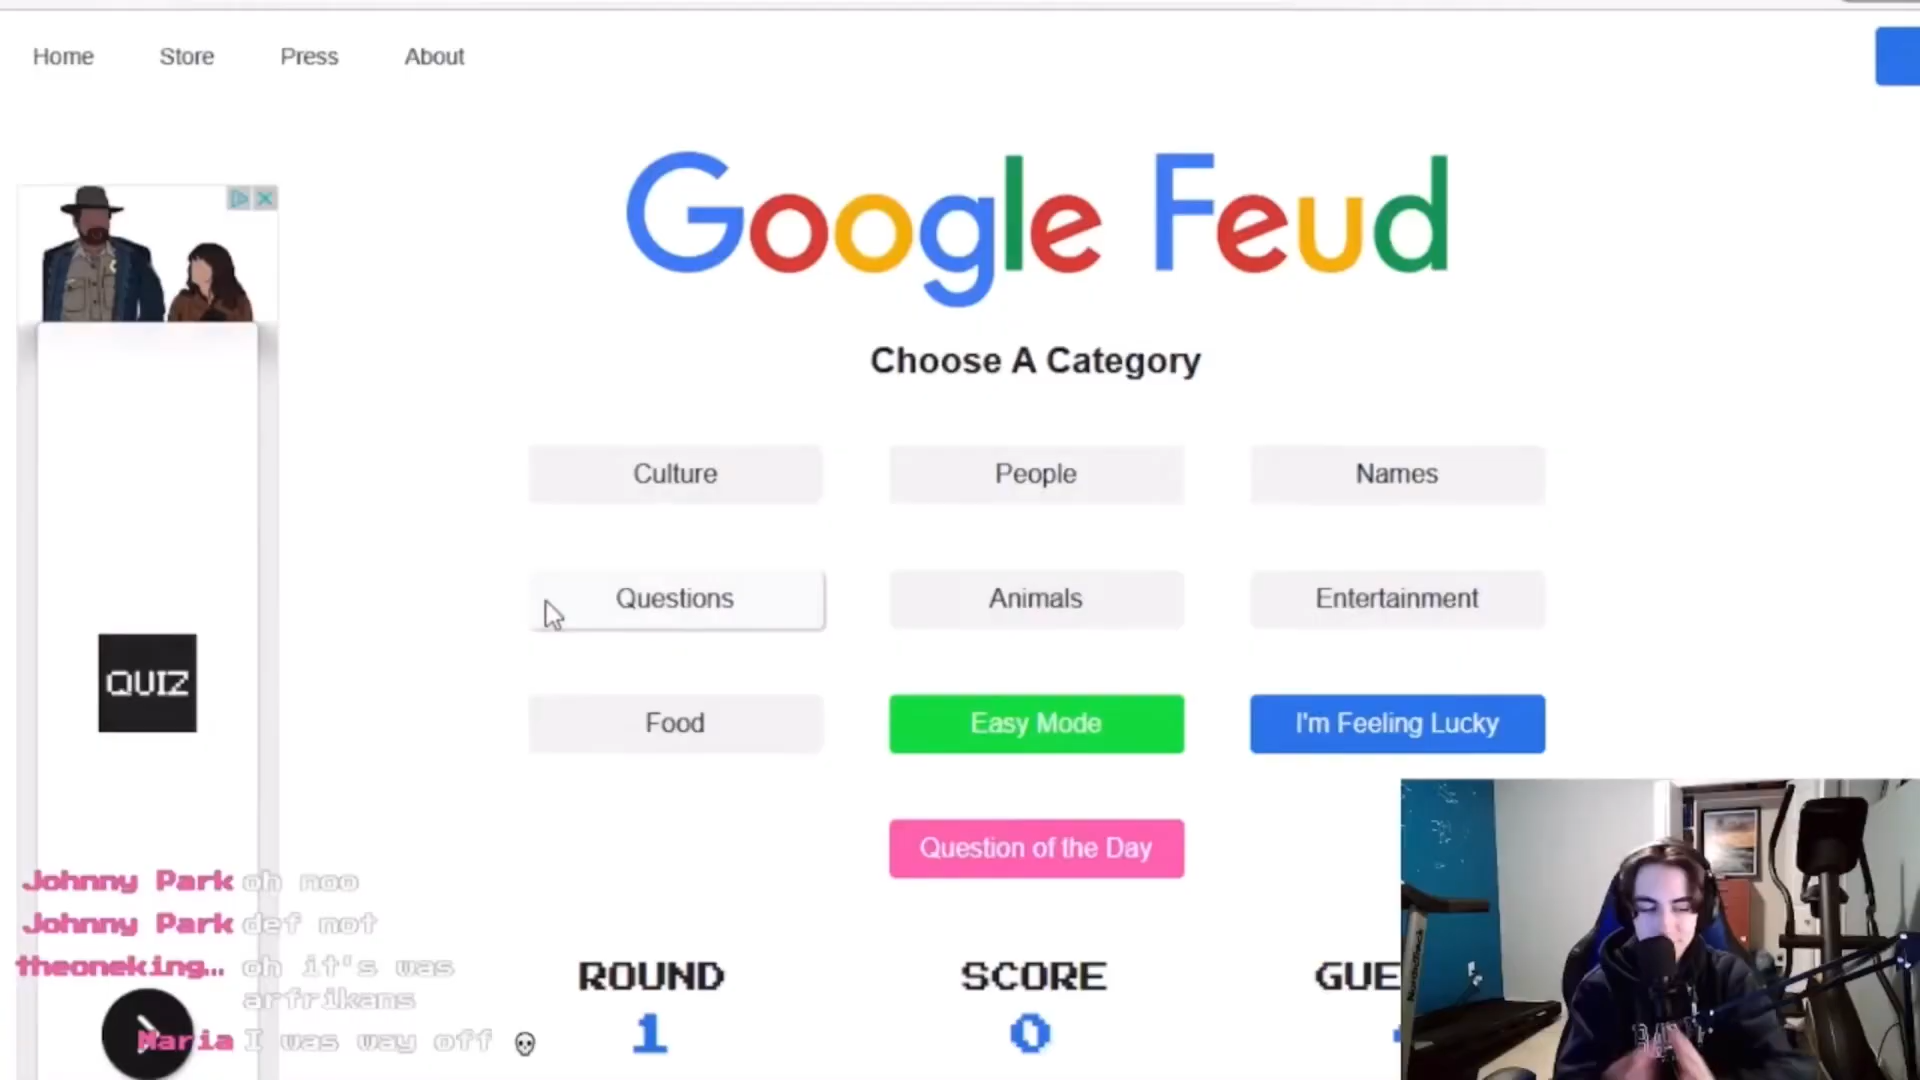 Home Store Press About
Google Feud
Choose A Category
Culture People Names
Questions Animals Entertainment
Food Easy Mode I'm Feeling Lucky
Question of the Day
QUIZ
Johnny Park oh noo
Johnny Park def not
theoneking... oh it's was
arfrikans
Maria I was way off 💀
ROUND SCORE GUE
1 0